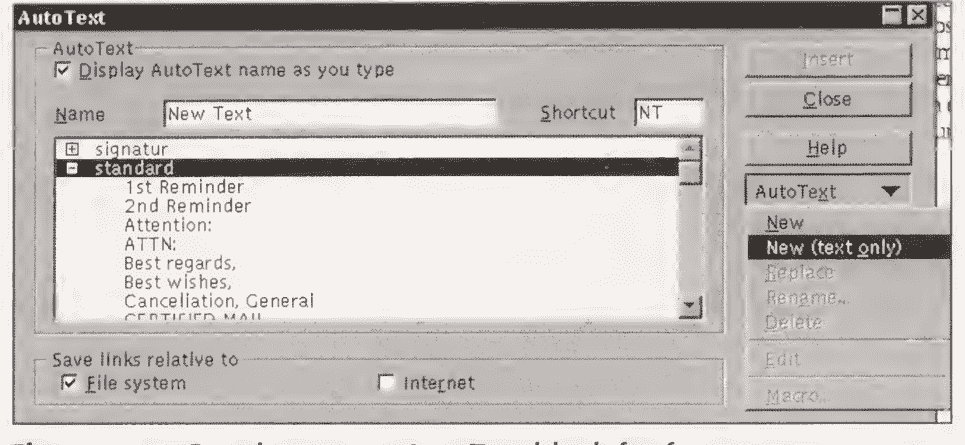 AutoText
AutoText
Display AutoText name as you type
Name New Text Shortcut NT
signatur
standard
1st Reminder
2nd Reminder
Attention:
ATTN:
Best regards,
Best wishes,
Cancellation, General
CERTIFIED MAIL
Save links relative to
File system Internet
Insert
Close
Help
AutoText
New
New (text only)
Replace
Rename...
Delete
Edit
Macro...